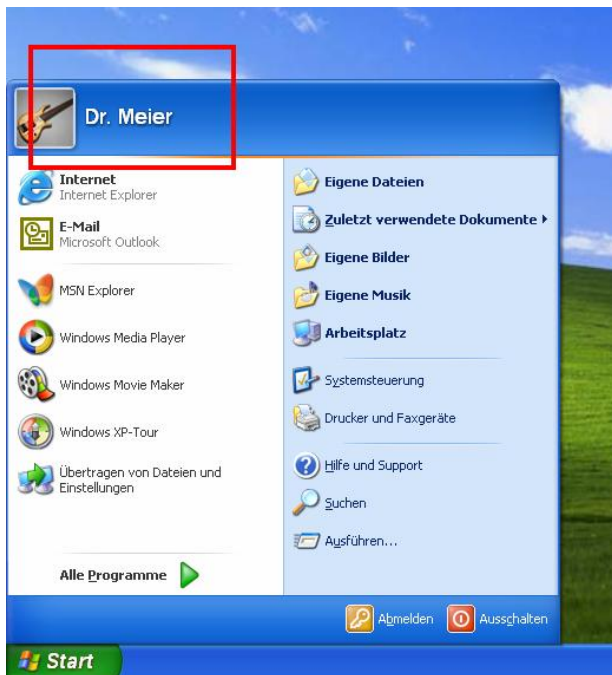 Dr. Meier
Internet
Internet Explorer
E-Mail
Microsoft Outlook
MSN Explorer
Windows Media Player
Windows Movie Maker
Windows XP-Tour
Übertragen von Dateien und
Einstellungen
Alle Programme
Eigene Dateien
Zuletzt verwendete Dokumente
Eigene Bilder
Eigene Musik
Arbeitsplatz
Systemsteuerung
Drucker und Faxgeräte
Hilfe und Support
Suchen
Ausführen...
Abmelden
Ausschalten
Start